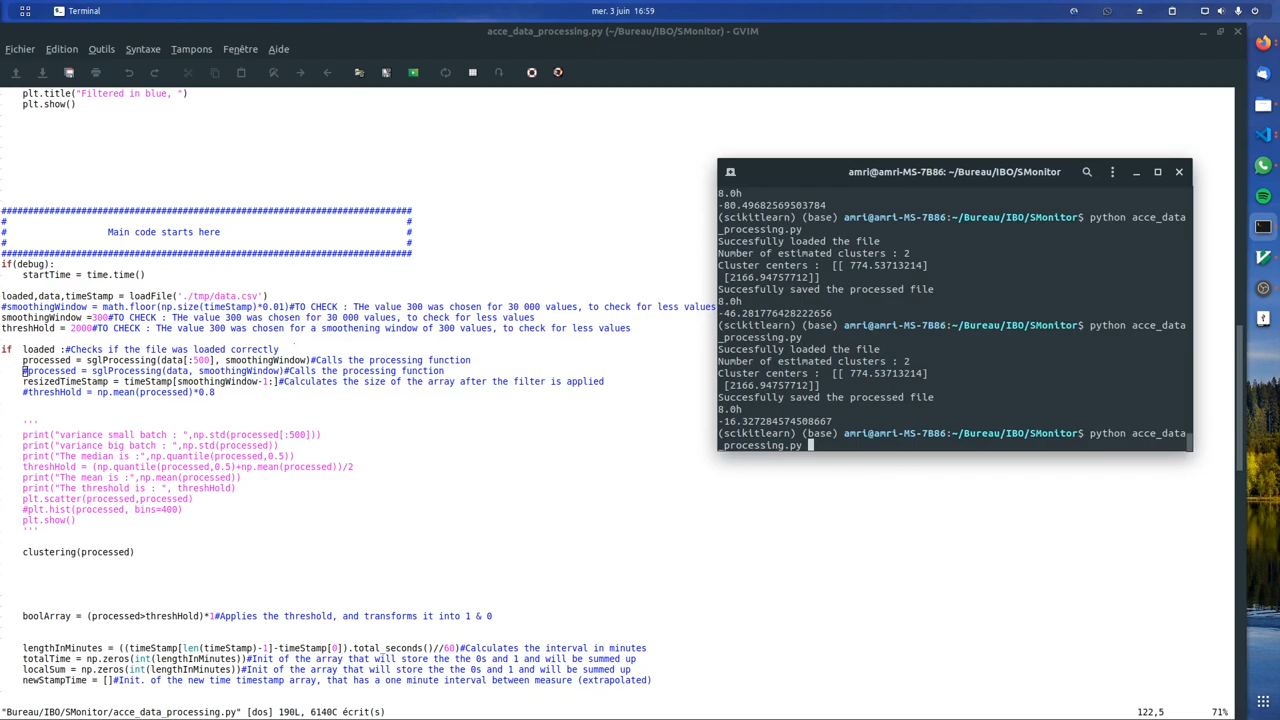 Terminal
mer. 3 juin  16:59
acce_data_processing.py (~/Bureau/IBO/SMonitor) - GVIM
Fichier Edition Outils Syntaxe Tampons Fenêtre Aide
    plt.title("Filtered in blue, ")
    plt.show()
#############################################################################
#                                                                           #
#                   Main code starts here                                   #
#                                                                           #
#############################################################################
if(debug):
    startTime = time.time()
loaded,data,timeStamp = loadFile('./tmp/data.csv')
#smoothingWindow = math.floor(np.size(timeStamp)*0.01)#TO CHECK : THe value 300 was chosen for 30 000 values, to check for less values
smoothingWindow =300#TO CHECK : THe value 300 was chosen for 30 000 values, to check for less values
threshHold = 2000#TO CHECK : THe value 300 was chosen for a smoothening window of 300 values, to check for less values
if  loaded :#Checks if the file was loaded correctly
    processed = sglProcessing(data[:500], smoothingWindow)#Calls the processing function
    #processed = sglProcessing(data, smoothingWindow)#Calls the processing function
    resizedTimeStamp = timeStamp[smoothingWindow-1:]#Calculates the size of the array after the filter is applied
    #threshHold = np.mean(processed)*0.8
    '''
    print("variance small batch : ",np.std(processed[:500]))
    print("variance big batch : ",np.std(processed))
    print("The median is :",np.quantile(processed,0.5))
    threshHold = (np.quantile(processed,0.5)+np.mean(processed))/2
    print("The mean is :",np.mean(processed))
    print("The threshold is : ", threshHold)
    plt.scatter(processed,processed)
    #plt.hist(processed, bins=400)
    plt.show()
    '''
    clustering(processed)
    boolArray = (processed>threshHold)*1#Applies the threshold, and transforms it into 1 & 0
    lengthInMinutes = ((timeStamp[len(timeStamp)-1]-timeStamp[0]).total_seconds()//60)#Calculates the interval in minutes
    totalTime = np.zeros(int(lengthInMinutes))#Init of the array that will store the the 0s and 1 and will be summed up
    localSum = np.zeros(int(lengthInMinutes))#Init of the array that will store the the 0s and 1 and will be summed up
    newStampTime = []#Init. of the new time timestamp array, that has a one minute interval between measure (extrapolated)
"Bureau/IBO/SMonitor/acce_data_processing.py" [dos] 190L, 6140C écrit(s)
122,5
71%
amri@amri-MS-7B86: ~/Bureau/IBO/SMonitor
8.0h
-80.49682569503784
(scikitlearn) (base) amri@amri-MS-7B86:~/Bureau/IBO/SMonitor$ python acce_data
_processing.py
Succesfully loaded the file
Number of estimated clusters : 2
Cluster centers :  [[ 774.53713214]
 [2166.94757712]]
Succesfully saved the processed file
8.0h
-46.281776428222656
(scikitlearn) (base) amri@amri-MS-7B86:~/Bureau/IBO/SMonitor$ python acce_data
_processing.py
Succesfully loaded the file
Number of estimated clusters : 2
Cluster centers :  [[ 774.53713214]
 [2166.94757712]]
Succesfully saved the processed file
8.0h
-16.327284574508667
(scikitlearn) (base) amri@amri-MS-7B86:~/Bureau/IBO/SMonitor$ python acce_data
_processing.py